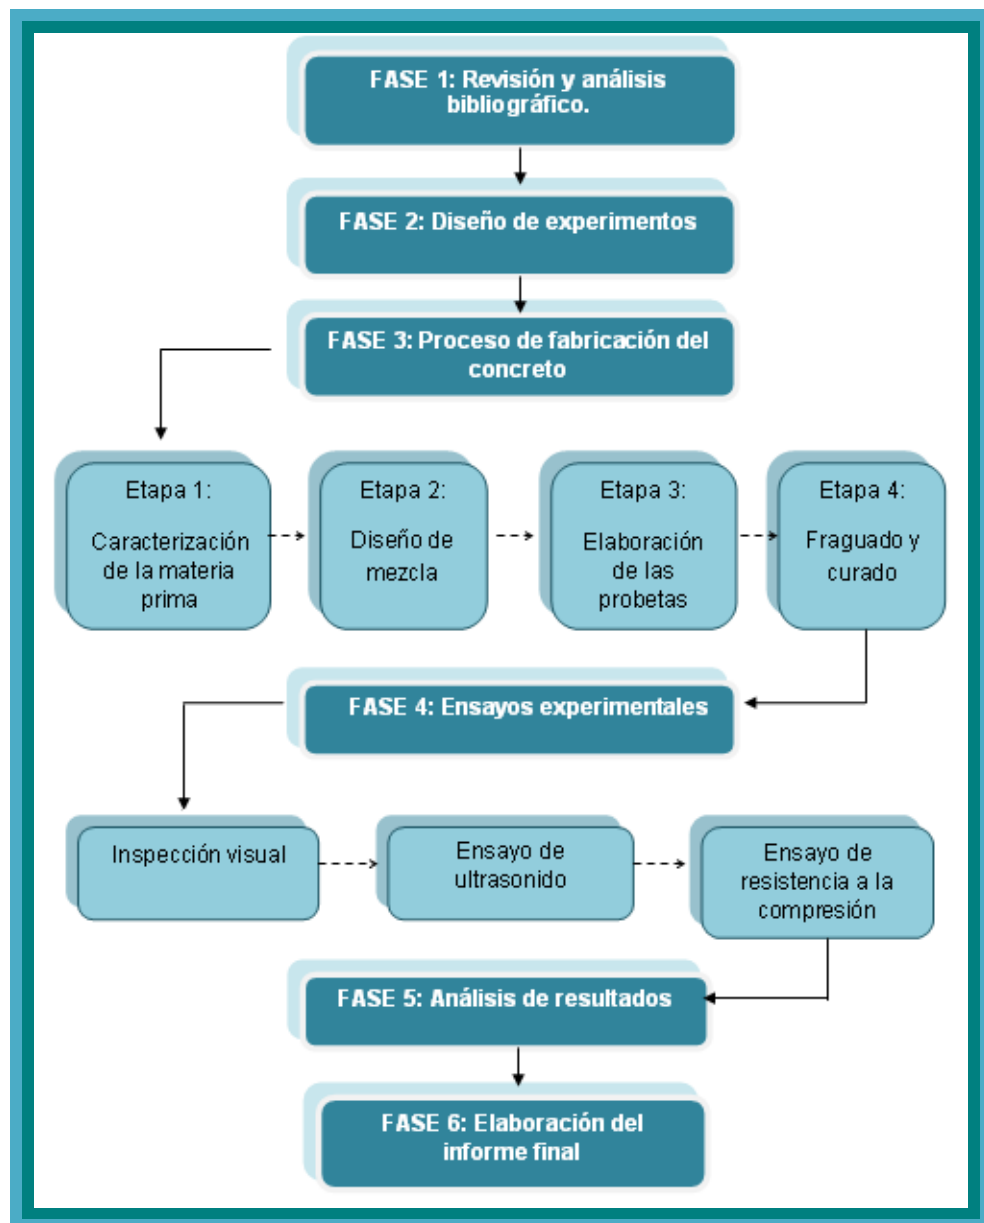 FASE 1: Revisión y análisis
bibliográfico.
FASE 2: Diseño de experimentos
FASE 3: Proceso de fabricación del
concreto
Etapa 1:
Caracterización
de la materia
prima
Etapa 2:
Diseño de
mezcla
Etapa 3:
Elaboración
de las
probetas
Etapa 4:
Fraguado y
curado
FASE 4: Ensayos experimentales
Inspección visual
Ensayo de
ultrasonido
Ensayo de
resistencia a la
compresión
FASE 5: Análisis de resultados
FASE 6: Elaboración del
informe final